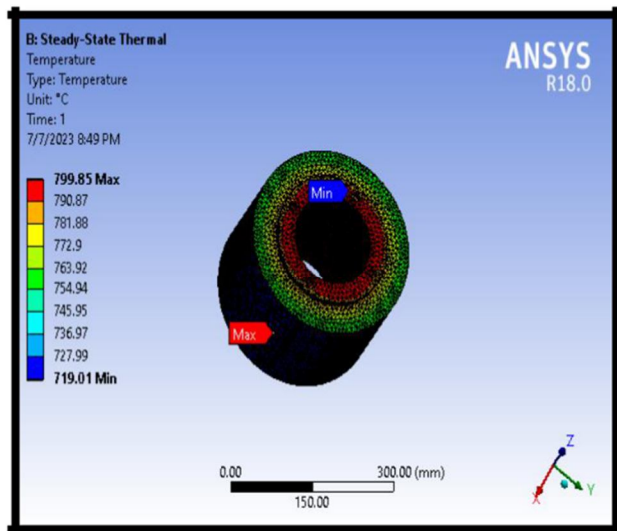 B: Steady-State Thermal
Temperature
Type: Temperature
Unit: °C
Time: 1
7/7/2023 8:49 PM
ANSYS
R18.0
799.85 Max
790.87
781.88
772.9
763.92
754.94
745.95
736.97
727.99
719.01 Min
Min
Max
0.00 300.00 (mm)
150.00
Z
Y
X